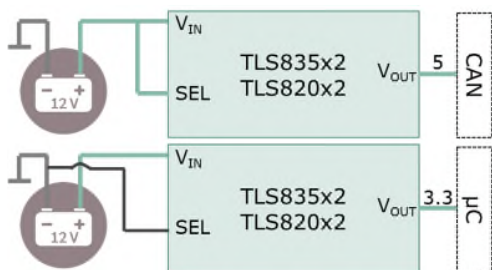 V_IN
TLS835x2
TLS820x2
V_OUT
5
CAN
SEL
− +
12 V
V_IN
TLS835x2
TLS820x2
V_OUT
3.3
µC
SEL
− +
12 V